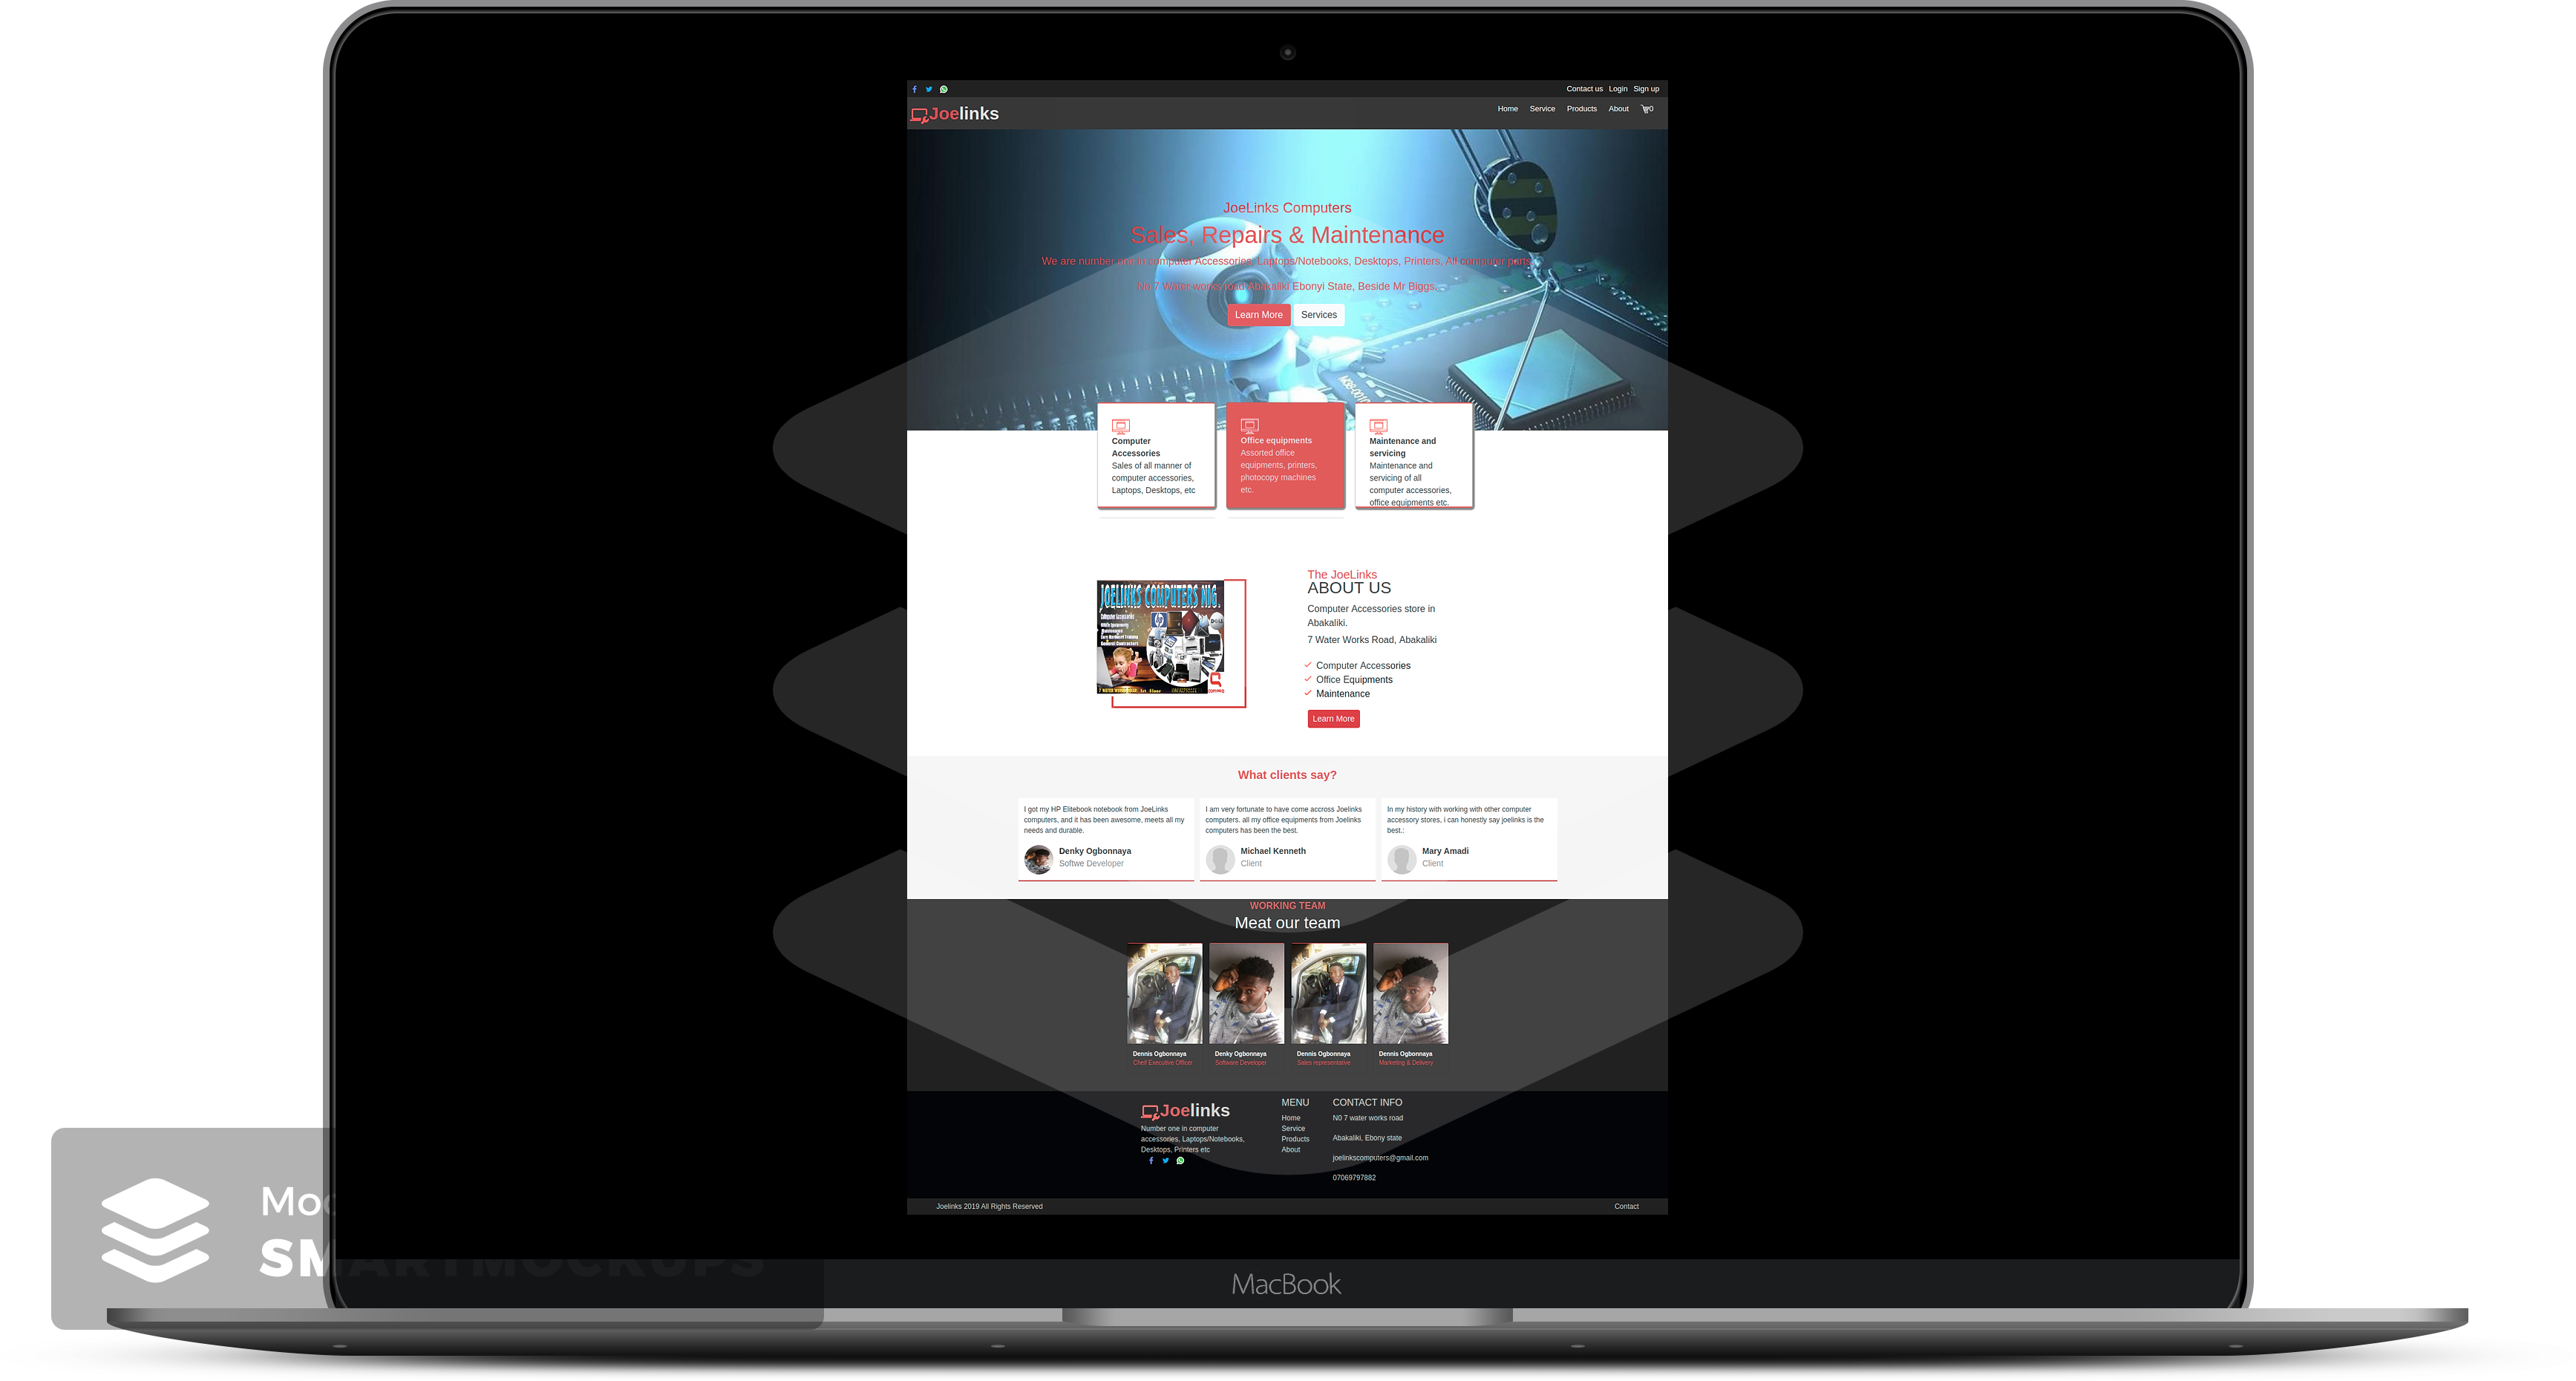 Contact us Login Sign up
Joelinks
Home Service Products About 0
JoeLinks Computers
Sales, Repairs & Maintenance
We are number one in computer Accessories, Laptops/Notebooks, Desktops, Printers, All computer parts
No 7 Water works road Abakaliki Ebonyi State, Beside Mr Biggs.
Learn More Services
Computer
Accessories
Sales of all manner of
computer accessories,
Laptops, Desktops, etc
Office equipments
Assorted office
equipments, printers,
photocopy machines
etc.
Maintenance and
servicing
Maintenance and
servicing of all
computer accessories,
office equipments etc.
JOELINKS COMPUTERS NIG.
Computer Accessories
hp
DELL
The JoeLinks
ABOUT US
Computer Accessories store in
Abakaliki.
7 Water Works Road, Abakaliki
Computer Accessories
Office Equipments
Maintenance
Learn More
What clients say?
I got my HP Elitebook notebook from JoeLinks
computers, and it has been awesome, meets all my
needs and durable.
Denky Ogbonnaya
Softwe Developer
I am very fortunate to have come accross Joelinks
computers. all my office equipments from Joelinks
computers has been the best.
Michael Kenneth
Client
In my history with working with other computer
accessory stores, i can honestly say joelinks is the
best.:
Mary Amadi
Client
WORKING TEAM
Meat our team
Dennis Ogbonnaya
Cheif Executive Officer
Denky Ogbonnaya
Software Developer
Dennis Ogbonnaya
Sales representative
Dennis Ogbonnaya
Marketing & Delivery
Joelinks
Number one in computer
accessories, Laptops/Notebooks,
Desktops, Printers etc
MENU
Home
Service
Products
About
CONTACT INFO
N0 7 water works road
Abakaliki, Ebony state
joelinkscomputers@gmail.com
07069797882
Joelinks 2019 All Rights Reserved
Contact
SMARTMOCKUPS
MacBook